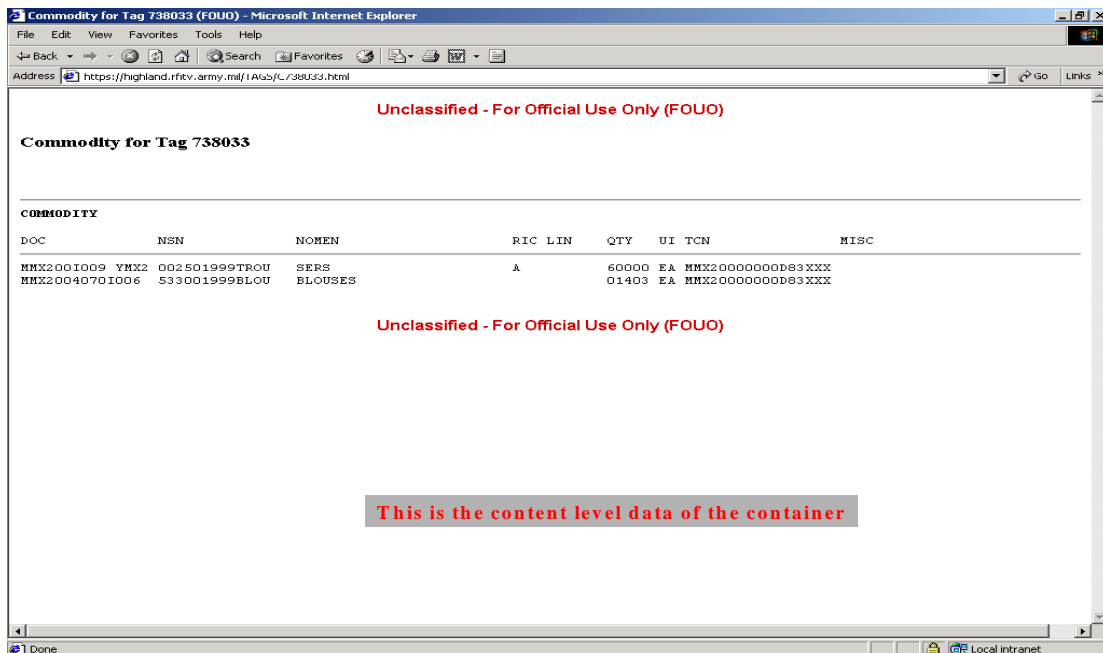 Commodity for Tag 738033 (FOUO) - Microsoft Internet Explorer
File Edit View Favorites Tools Help
Back Search Favorites
Address https://highland.rfitv.army.mil/TAGS/C738033.html Go Links »
Unclassified - For Official Use Only (FOUO)
Commodity for Tag 738033
COMMODITY
DOC NSN NOMEN RIC LIN QTY UI TCN MISC
MMX200I009 YMX2 002501999TROU SERS A 60000 EA MMX20000000D83XXX
MMX2004070I006 533001999BLOU BLOUSES 01403 EA MMX20000000D83XXX
Unclassified - For Official Use Only (FOUO)
This is the content level data of the container
Done Local intranet